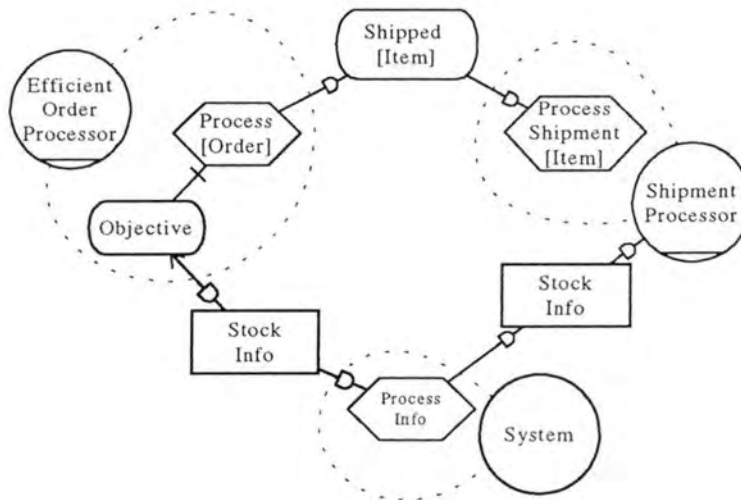 Shipped
[Item]
Efficient
Order
Processor
Process
[Order]
Process
Shipment
[Item]
Shipment
Processor
Objective
Stock
Info
Stock
Info
Process
Info
System